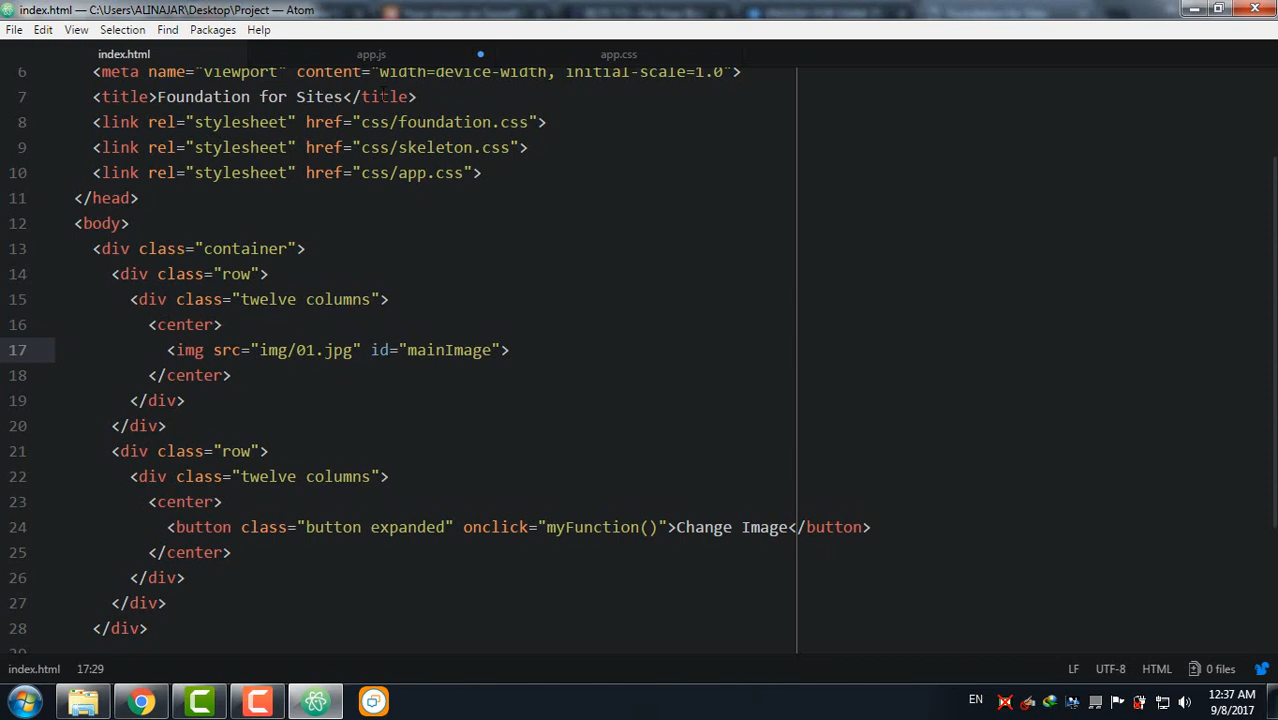 index.html — C:\Users\ALINAJAR\Desktop\Project — Atom
File Edit View Selection Find Packages Help
index.html app.js app.css
6 <meta name="viewport" content="width=device-width, initial-scale=1.0">
7 <title>Foundation for Sites</title>
8 <link rel="stylesheet" href="css/foundation.css">
9 <link rel="stylesheet" href="css/skeleton.css">
10 <link rel="stylesheet" href="css/app.css">
11 </head>
12 <body>
13 <div class="container">
14 <div class="row">
15 <div class="twelve columns">
16 <center>
17 <img src="img/01.jpg" id="mainImage">
18 </center>
19 </div>
20 </div>
21 <div class="row">
22 <div class="twelve columns">
23 <center>
24 <button class="button expanded" onclick="myFunction()">Change Image</button>
25 </center>
26 </div>
27 </div>
28 </div>
index.html 17:29 LF UTF-8 HTML 0 files
EN 12:37 AM
9/8/2017